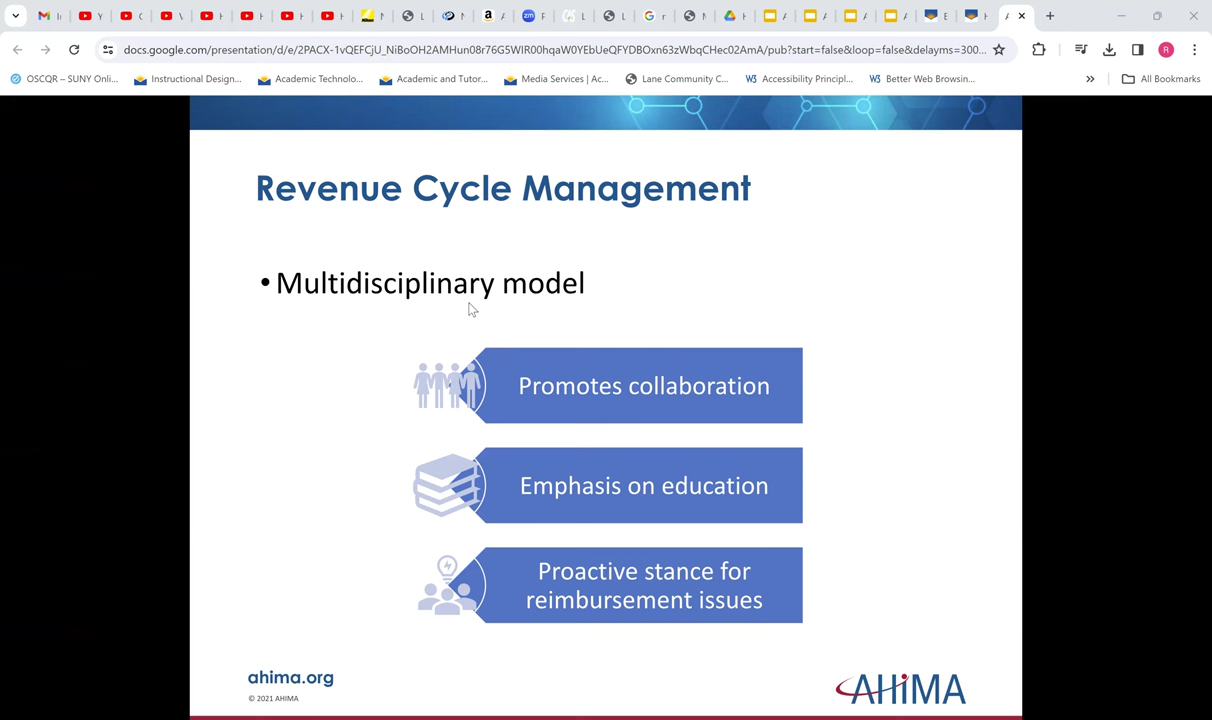 docs.google.com/presentation/d/e/2PACX-1vQEFCjU_NiBoOH2AMHun08r76G5WIR00hqaW0YEbUeQFYDBOxn63zWbqCHec02AmA/pub?start=false&loop=false&delayms=300...
OSCQR – SUNY Onli... Instructional Design... Academic Technolo... Academic and Tutor... Media Services | Ac... Lane Community C... Accessibility Principl... Better Web Browsin... All Bookmarks
Revenue Cycle Management
• Multidisciplinary model
Promotes collaboration
Emphasis on education
Proactive stance for
reimbursement issues
ahima.org
© 2021 AHIMA
AHIMA